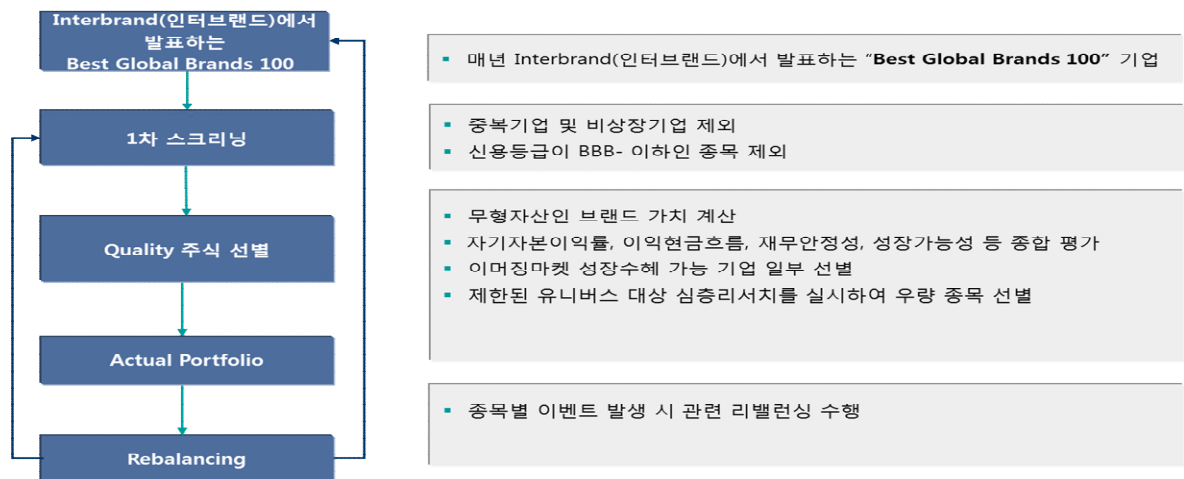 Interbrand(인터브랜드)에서
발표하는
Best Global Brands 100
▪ 매년 Interbrand(인터브랜드)에서 발표하는 “Best Global Brands 100” 기업
1차 스크리닝
▪ 중복기업 및 비상장기업 제외
▪ 신용등급이 BBB- 이하인 종목 제외
Quality 주식 선별
▪ 무형자산인 브랜드 가치 계산
▪ 자기자본이익률, 이익현금흐름, 재무안정성, 성장가능성 등 종합 평가
▪ 이머징마켓 성장수혜 가능 기업 일부 선별
▪ 제한된 유니버스 대상 심층리서치를 실시하여 우량 종목 선별
Actual Portfolio
▪ 종목별 이벤트 발생 시 관련 리밸런싱 수행
Rebalancing